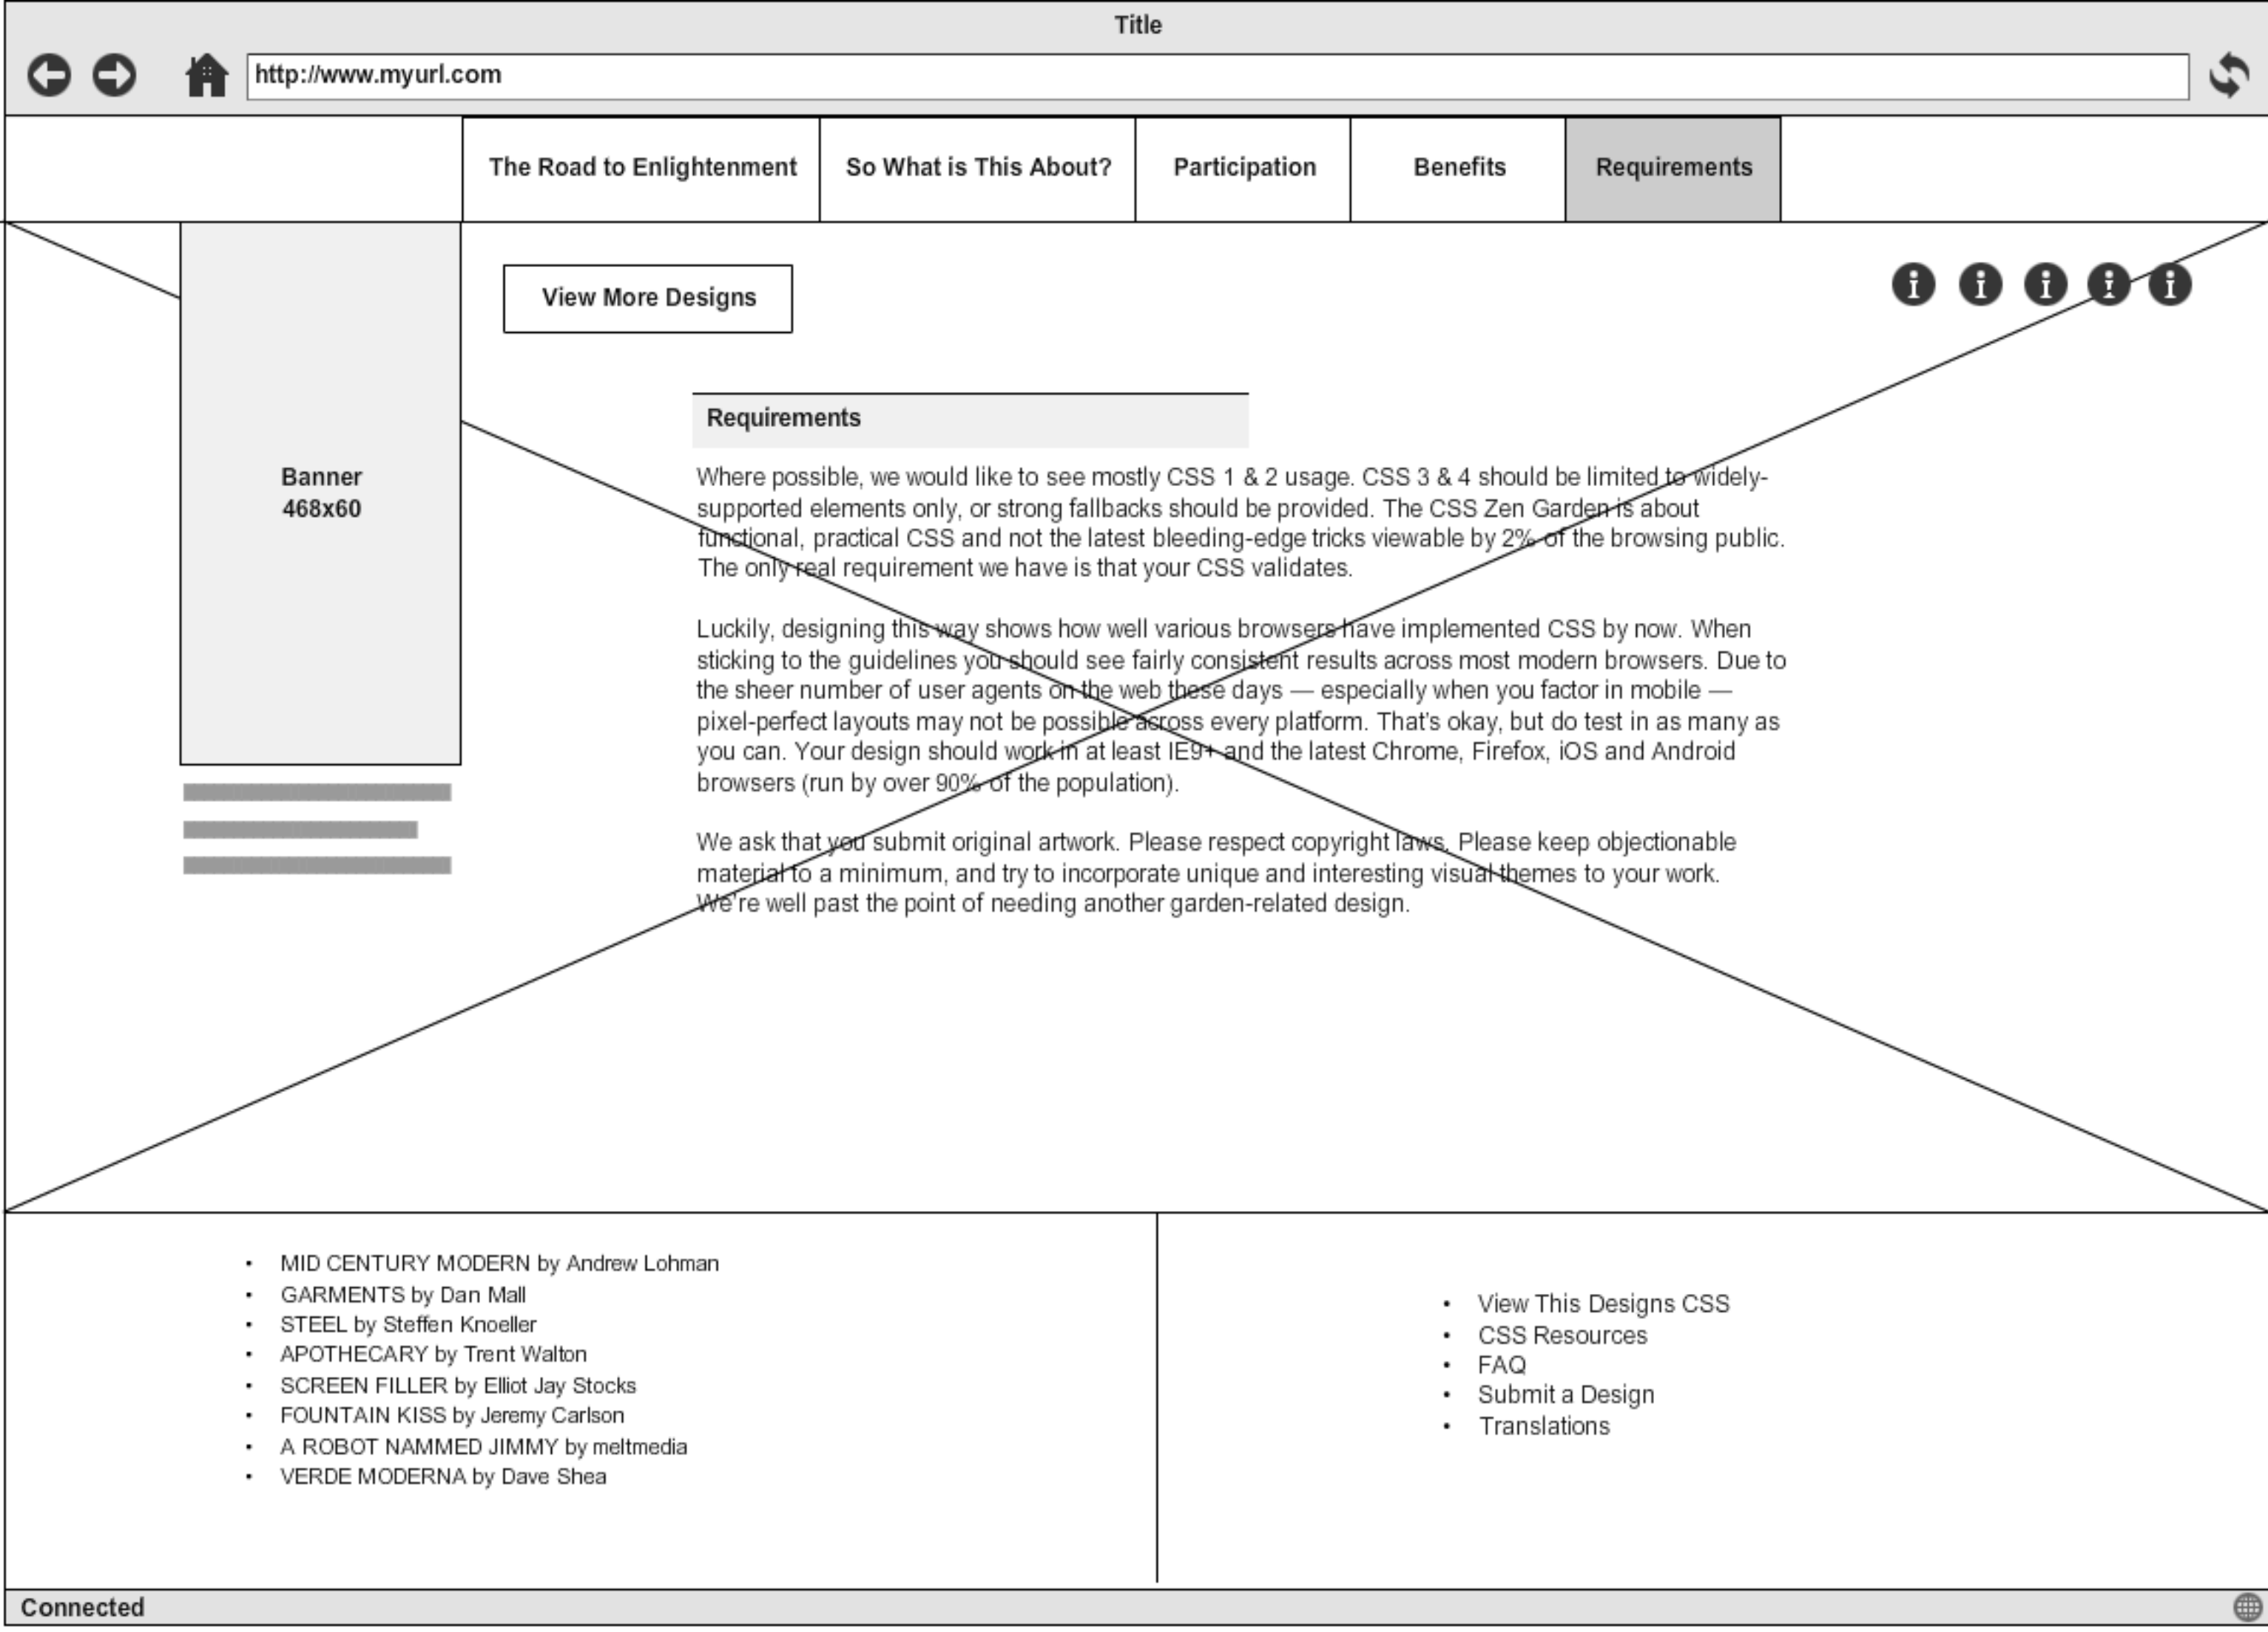 Title
http://www.myurl.com
The Road to Enlightenment
So What is This About?
Participation
Benefits
Requirements
View More Designs
Banner
468x60
Requirements
Where possible, we would like to see mostly CSS 1 & 2 usage. CSS 3 & 4 should be limited to widely-
supported elements only, or strong fallbacks should be provided. The CSS Zen Garden is about
functional, practical CSS and not the latest bleeding-edge tricks viewable by 2% of the browsing public.
The only real requirement we have is that your CSS validates.
Luckily, designing this way shows how well various browsers have implemented CSS by now. When
sticking to the guidelines you should see fairly consistent results across most modern browsers. Due to
the sheer number of user agents on the web these days — especially when you factor in mobile —
pixel-perfect layouts may not be possible across every platform. That's okay, but do test in as many as
you can. Your design should work in at least IE9+ and the latest Chrome, Firefox, iOS and Android
browsers (run by over 90% of the population).
We ask that you submit original artwork. Please respect copyright laws. Please keep objectionable
material to a minimum, and try to incorporate unique and interesting visual themes to your work.
We're well past the point of needing another garden-related design.
• MID CENTURY MODERN by Andrew Lohman
• GARMENTS by Dan Mall
• STEEL by Steffen Knoeller
• APOTHECARY by Trent Walton
• SCREEN FILLER by Elliot Jay Stocks
• FOUNTAIN KISS by Jeremy Carlson
• A ROBOT NAMMED JIMMY by meltmedia
• VERDE MODERNA by Dave Shea
• View This Designs CSS
• CSS Resources
• FAQ
• Submit a Design
• Translations
Connected